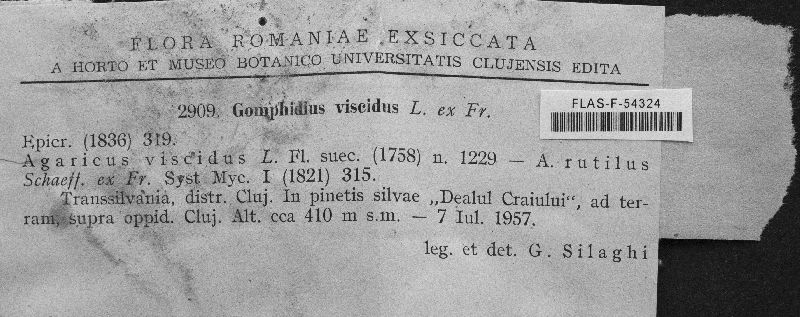 FLORA ROMANIAE EXSICCATA
A HORTO ET MUSEO BOTANICO UNIVERSITATIS CLUJENSIS EDITA
2909. Gomphidius viscidus L. ex Fr.
FLAS-F-54324
Epicr. (1836) 319.
Agaricus viscidus L. Fl. suec. (1758) n. 1229 — A. rutilus
Schaeff. ex Fr. Syst Myc. I (1821) 315.
Transsilvania, distr. Cluj. In pinetis silvae „Dealul Craiului“, ad ter-
ram, supra oppid. Cluj. Alt. cca 410 m s.m. — 7 Iul. 1957.
leg. et det. G. Silaghi